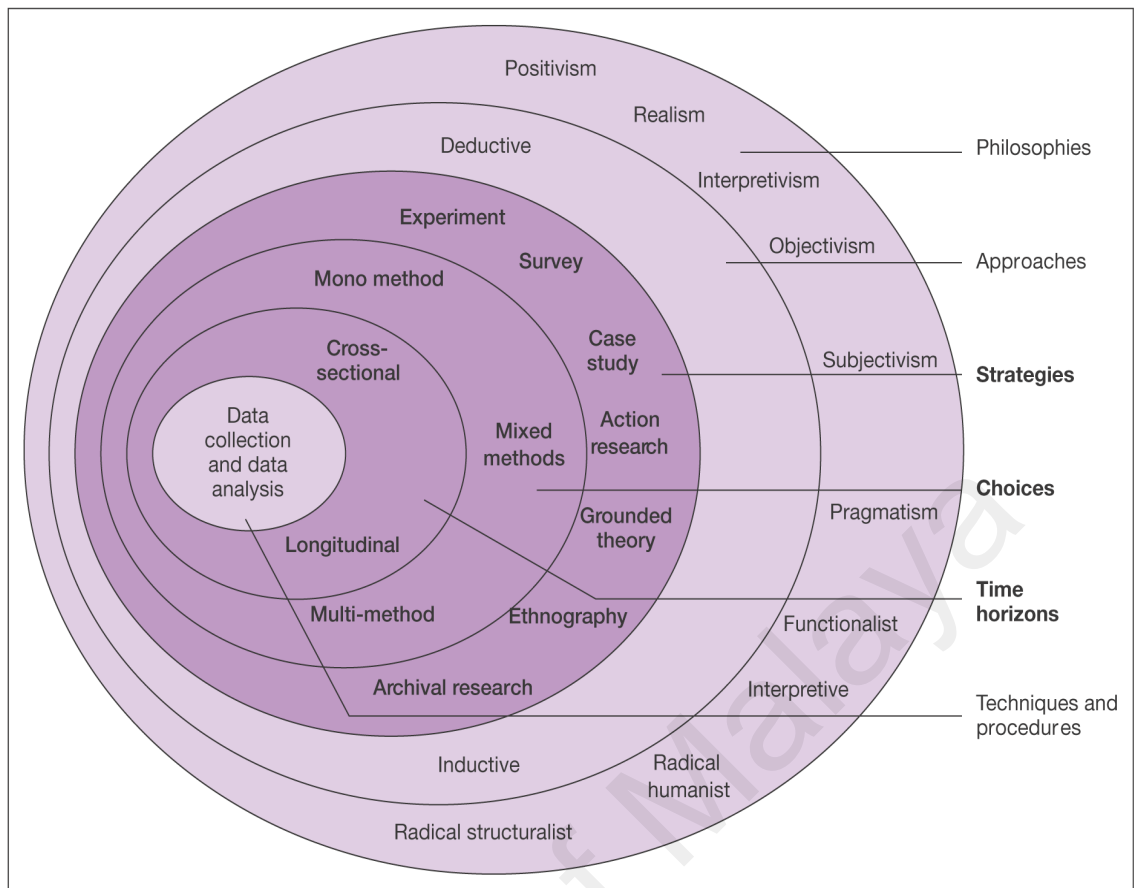 Positivism
Realism
Philosophies
Deductive
Interpretivism
Experiment
Objectivism
Survey
Approaches
Mono method
Case
study
Cross-
sectional
Subjectivism
Strategies
Data
collection
and data
analysis
Action
research
Mixed
methods
Choices
Pragmatism
Grounded
theory
Longitudinal
Time
horizons
Multi-method
Ethnography
Functionalist
Archival research
Interpretive
Techniques and
procedures
Inductive
Radical
humanist
Radical structuralist
of Malaya